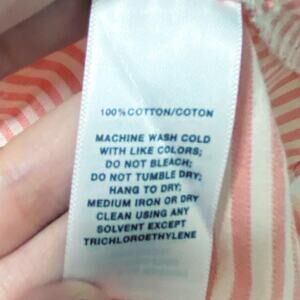 100% COTTON/COTON
MACHINE WASH COLD
WITH LIKE COLORS;
DO NOT BLEACH;
DO NOT TUMBLE DRY;
HANG TO DRY;
MEDIUM IRON OR DRY
CLEAN USING ANY
SOLVENT EXCEPT
TRICHLOROETHYLENE